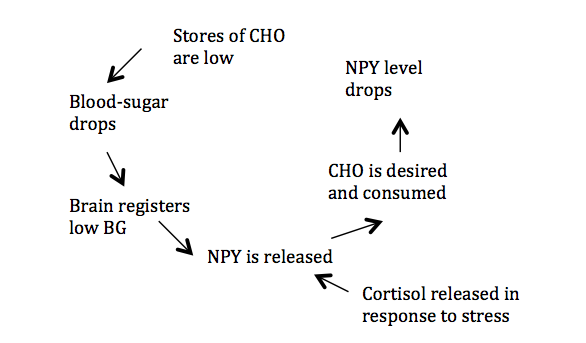 Stores of CHO
are low
Blood-sugar
drops
Brain registers
low BG
NPY is released
CHO is desired
and consumed
NPY level
drops
Cortisol released in
response to stress